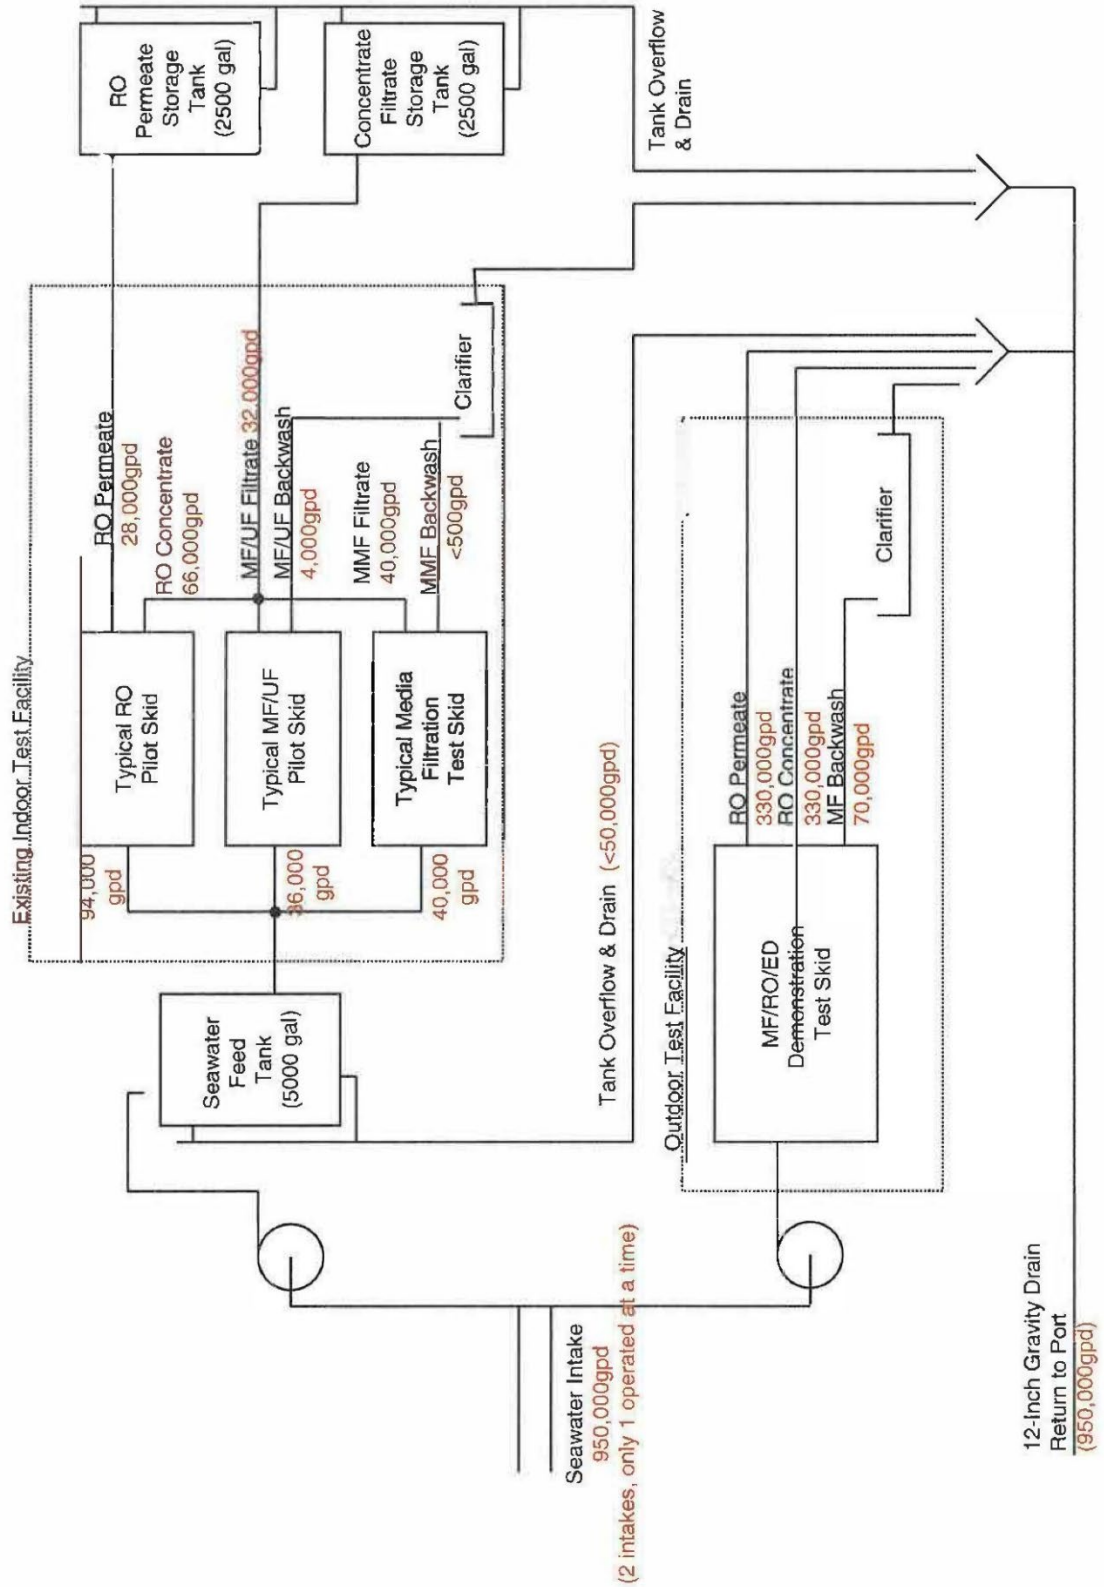 Existing Indoor Test Facility
RO
Permeate
Storage
Tank
(2500 gal)
Concentrate
Filtrate
Storage
Tank
(2500 gal)
Tank Overflow
& Drain
RO Permeate
28,000gpd
RO Concentrate
66,000gpd
MF/UF Filtrate 32,000gpd
MF/UF Backwash
4,000gpd
MMF Filtrate
40,000gpd
MMF Backwash
<500gpd
Clarifier
Typical RO
Pilot Skid
Typical MF/UF
Pilot Skid
Typical Media
Filtration
Test Skid
94,000
gpd
36,000
gpd
40,000
gpd
Seawater
Feed
Tank
(5000 gal)
Tank Overflow & Drain (<50,000gpd)
Outdoor Test Facility
MF/RO/ED
Demonstration
Test Skid
RO Permeate
330,000gpd
RO Concentrate
330,000gpd
MF Backwash
70,000gpd
Clarifier
Seawater Intake
950,000gpd
(2 intakes, only 1 operated at a time)
12-Inch Gravity Drain
Return to Port
(950,000gpd)